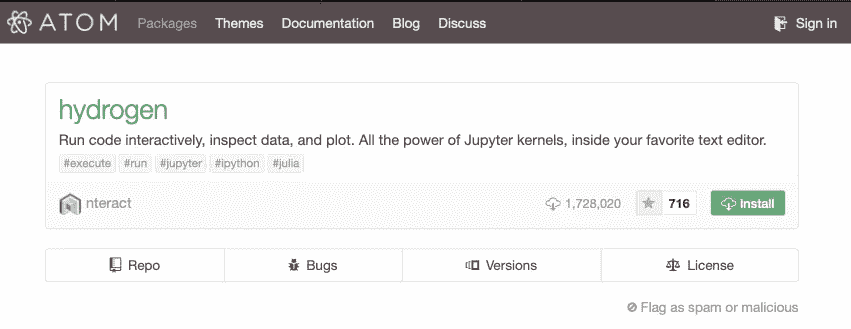 ATOM Packages Themes Documentation Blog Discuss Sign in
hydrogen
Run code interactively, inspect data, and plot. All the power of Jupyter kernels, inside your favorite text editor.
#execute #run #jupyter #ipython #julia
nteract 1,728,020 716 Install
Repo Bugs Versions License
Flag as spam or malicious